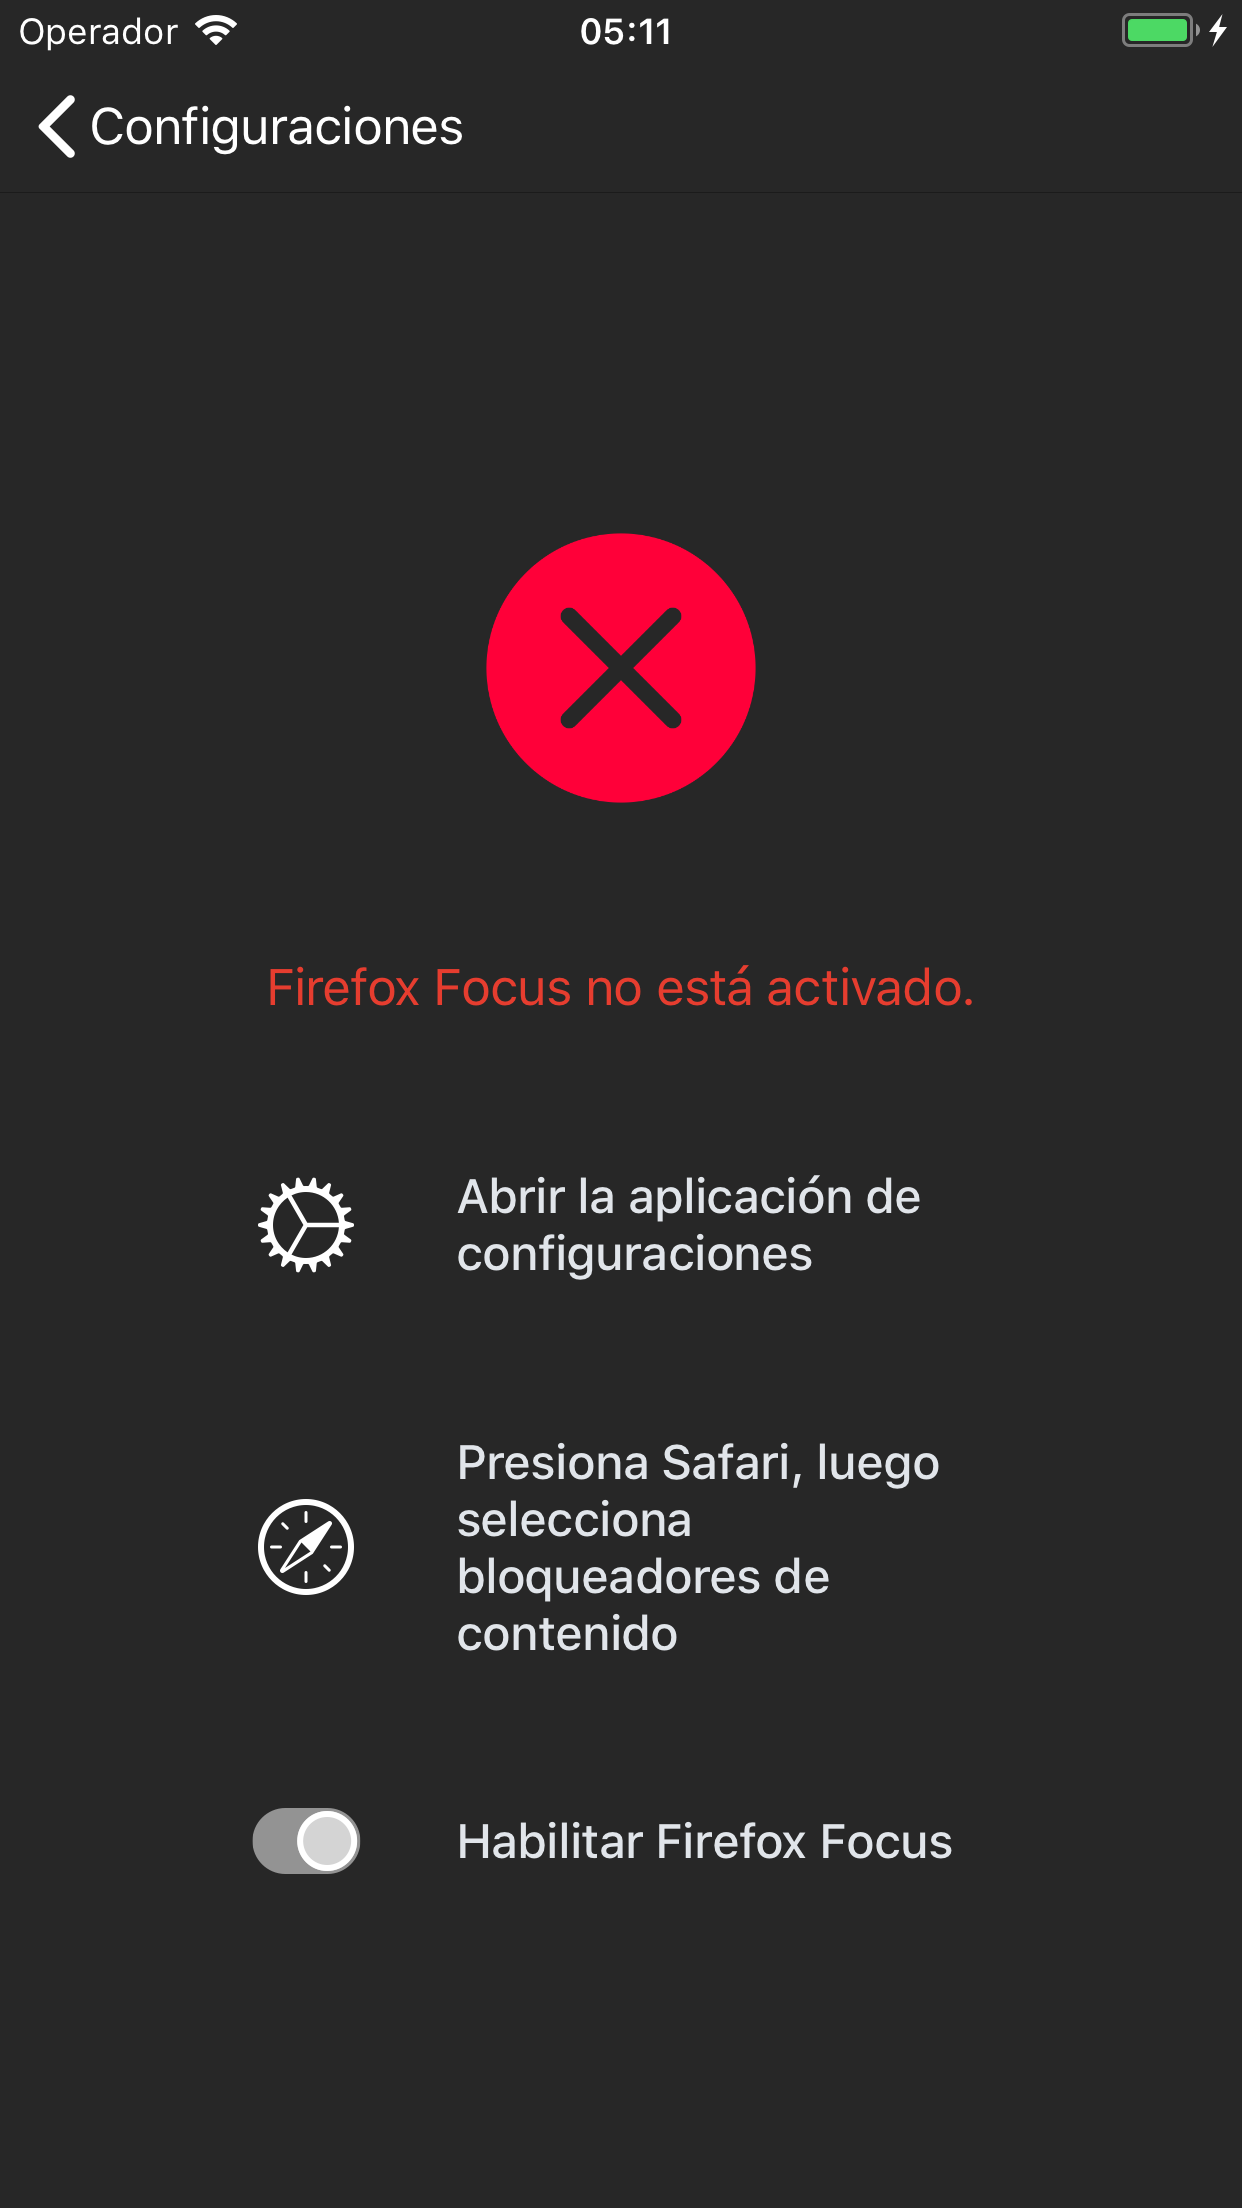 Operador
05:11
Configuraciones
Firefox Focus no está activado.
Abrir la aplicación de
configuraciones
Presiona Safari, luego
selecciona
bloqueadores de
contenido
Habilitar Firefox Focus